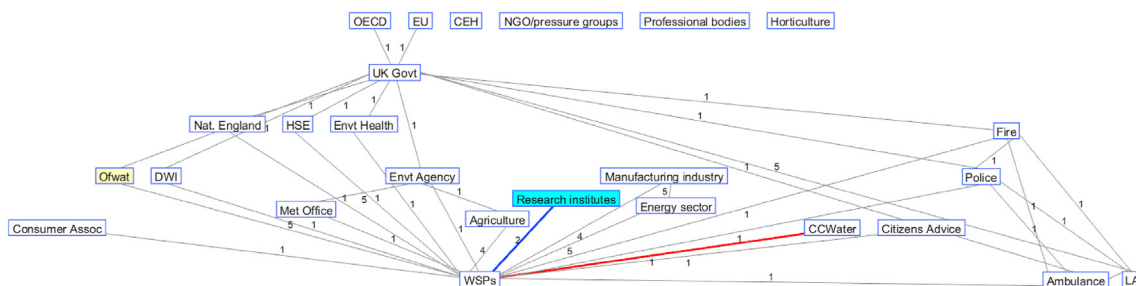 OECD EU CEH NGO/pressure groups Professional bodies Horticulture
1 1
UK Govt
1
1 1 1
Nat. England HSE Envt Health 1 1 Fire
1
1 5
Ofwat DWI Envt Agency Manufacturing industry 1 Police
1 1 5 1
Met Office 1 5 1 Research institutes Energy sector
1 1
Agriculture
Consumer Assoc 5 1 1 1 2 4 1 1 CCWater Citizens Advice
1 4 5 1 1
WSPs 1 Ambulance LA